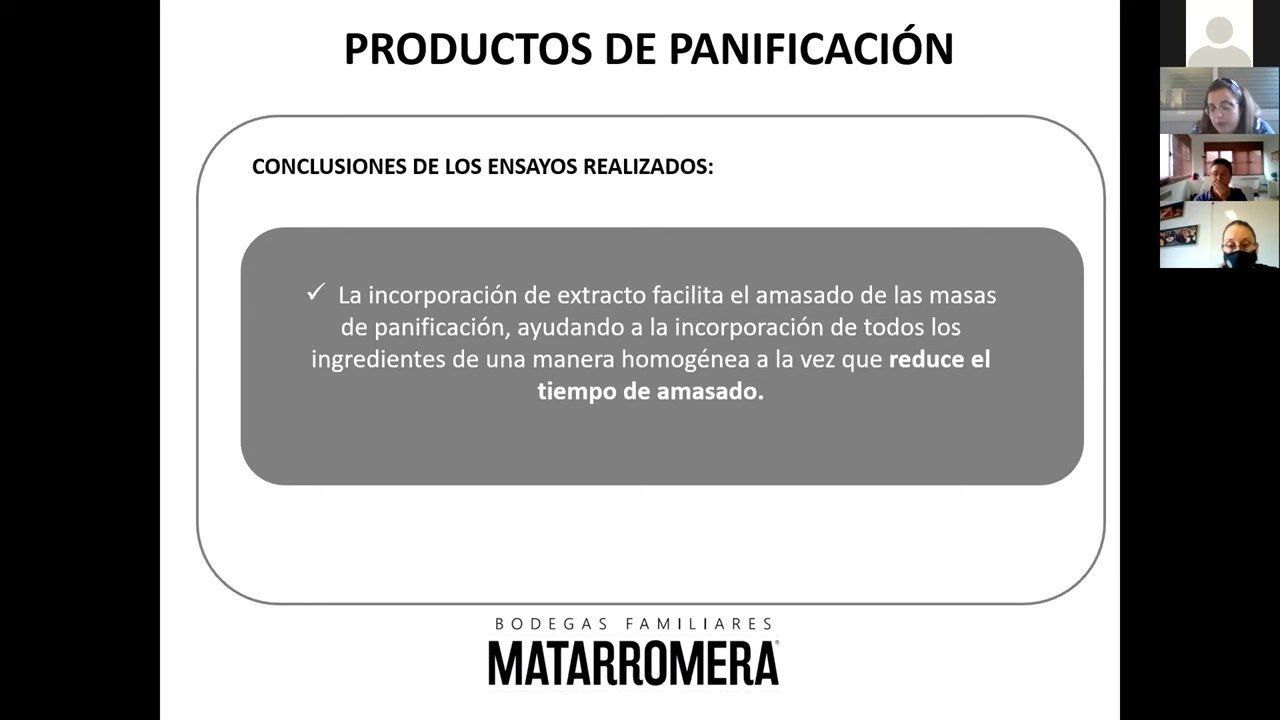 PRODUCTOS DE PANIFICACIÓN
CONCLUSIONES DE LOS ENSAYOS REALIZADOS:
✓ La incorporación de extracto facilita el amasado de las masas
de panificación, ayudando a la incorporación de todos los
ingredientes de una manera homogénea a la vez que reduce el
tiempo de amasado.
BODEGAS FAMILIARES
MATARROMERA®